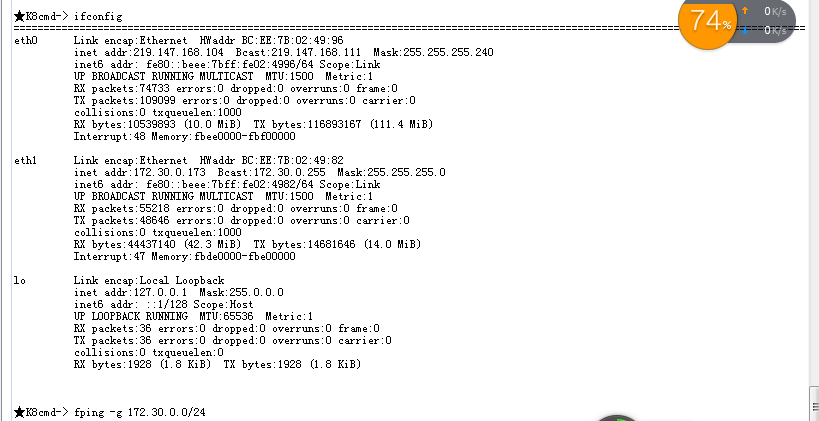 ★K8cmd-> ifconfig
================================================================================
eth0 Link encap:Ethernet HWaddr BC:EE:7B:02:49:96
inet addr:219.147.168.104 Bcast:219.147.168.111 Mask:255.255.255.240
inet6 addr: fe80::beee:7bff:fe02:4996/64 Scope:Link
UP BROADCAST RUNNING MULTICAST MTU:1500 Metric:1
RX packets:74733 errors:0 dropped:0 overruns:0 frame:0
TX packets:109099 errors:0 dropped:0 overruns:0 carrier:0
collisions:0 txqueuelen:1000
RX bytes:10539893 (10.0 MiB) TX bytes:116893167 (111.4 MiB)
Interrupt:48 Memory:fbee0000-fbf00000
eth1 Link encap:Ethernet HWaddr BC:EE:7B:02:49:82
inet addr:172.30.0.173 Bcast:172.30.0.255 Mask:255.255.255.0
inet6 addr: fe80::beee:7bff:fe02:4982/64 Scope:Link
UP BROADCAST RUNNING MULTICAST MTU:1500 Metric:1
RX packets:55218 errors:0 dropped:0 overruns:0 frame:0
TX packets:48646 errors:0 dropped:0 overruns:0 carrier:0
collisions:0 txqueuelen:1000
RX bytes:44437140 (42.3 MiB) TX bytes:14681646 (14.0 MiB)
Interrupt:47 Memory:fbde0000-fbe00000
lo Link encap:Local Loopback
inet addr:127.0.0.1 Mask:255.0.0.0
inet6 addr: ::1/128 Scope:Host
UP LOOPBACK RUNNING MTU:65536 Metric:1
RX packets:36 errors:0 dropped:0 overruns:0 frame:0
TX packets:36 errors:0 dropped:0 overruns:0 carrier:0
collisions:0 txqueuelen:0
RX bytes:1928 (1.8 KiB) TX bytes:1928 (1.8 KiB)
★K8cmd-> fping -g 172.30.0.0/24
74%
↑ 0K/s
↓ 0K/s